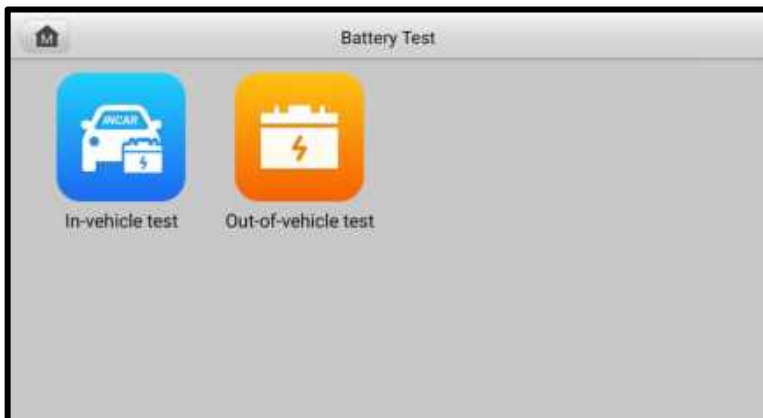 M
Battery Test
INCAR
In-vehicle test
Out-of-vehicle test